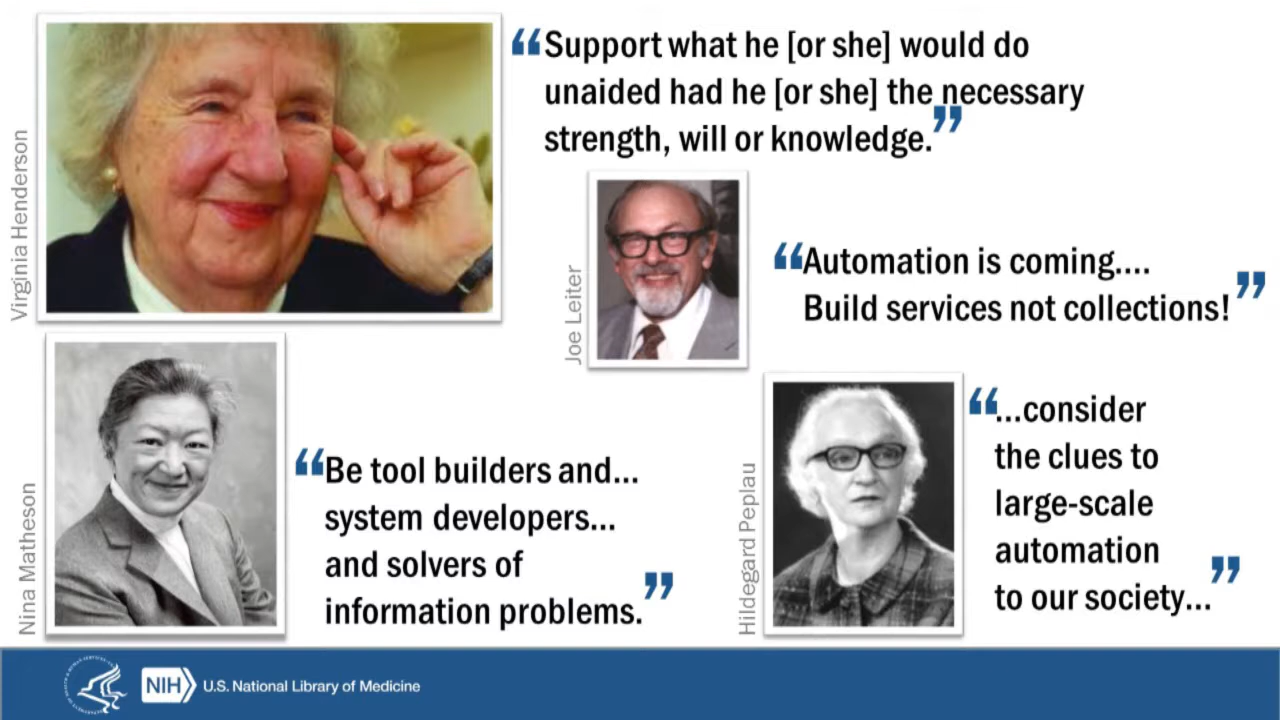 Virginia Henderson
“Support what he [or she] would do
unaided had he [or she] the necessary
strength, will or knowledge.”
Joe Leiter
“Automation is coming....
Build services not collections!”
Nina Matheson
“Be tool builders and...
system developers...
and solvers of
information problems.”
Hildegard Peplau
“...consider
the clues to
large-scale
automation
to our society...”
NIH
U.S. National Library of Medicine